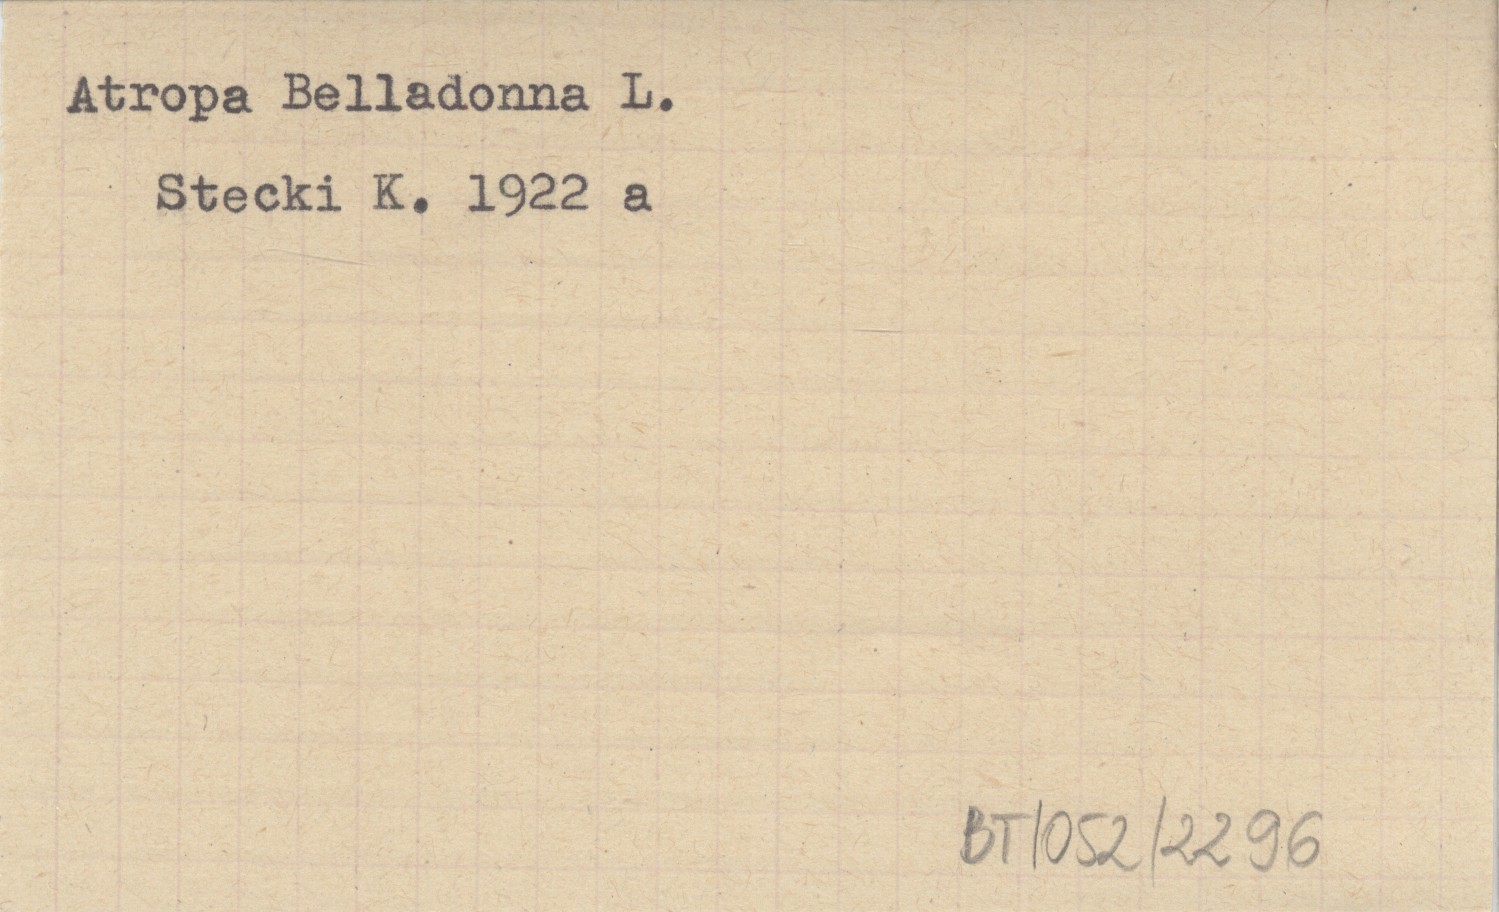 Atropa Belladonna L.
Stecki K. 1922 a
BT/052/2296